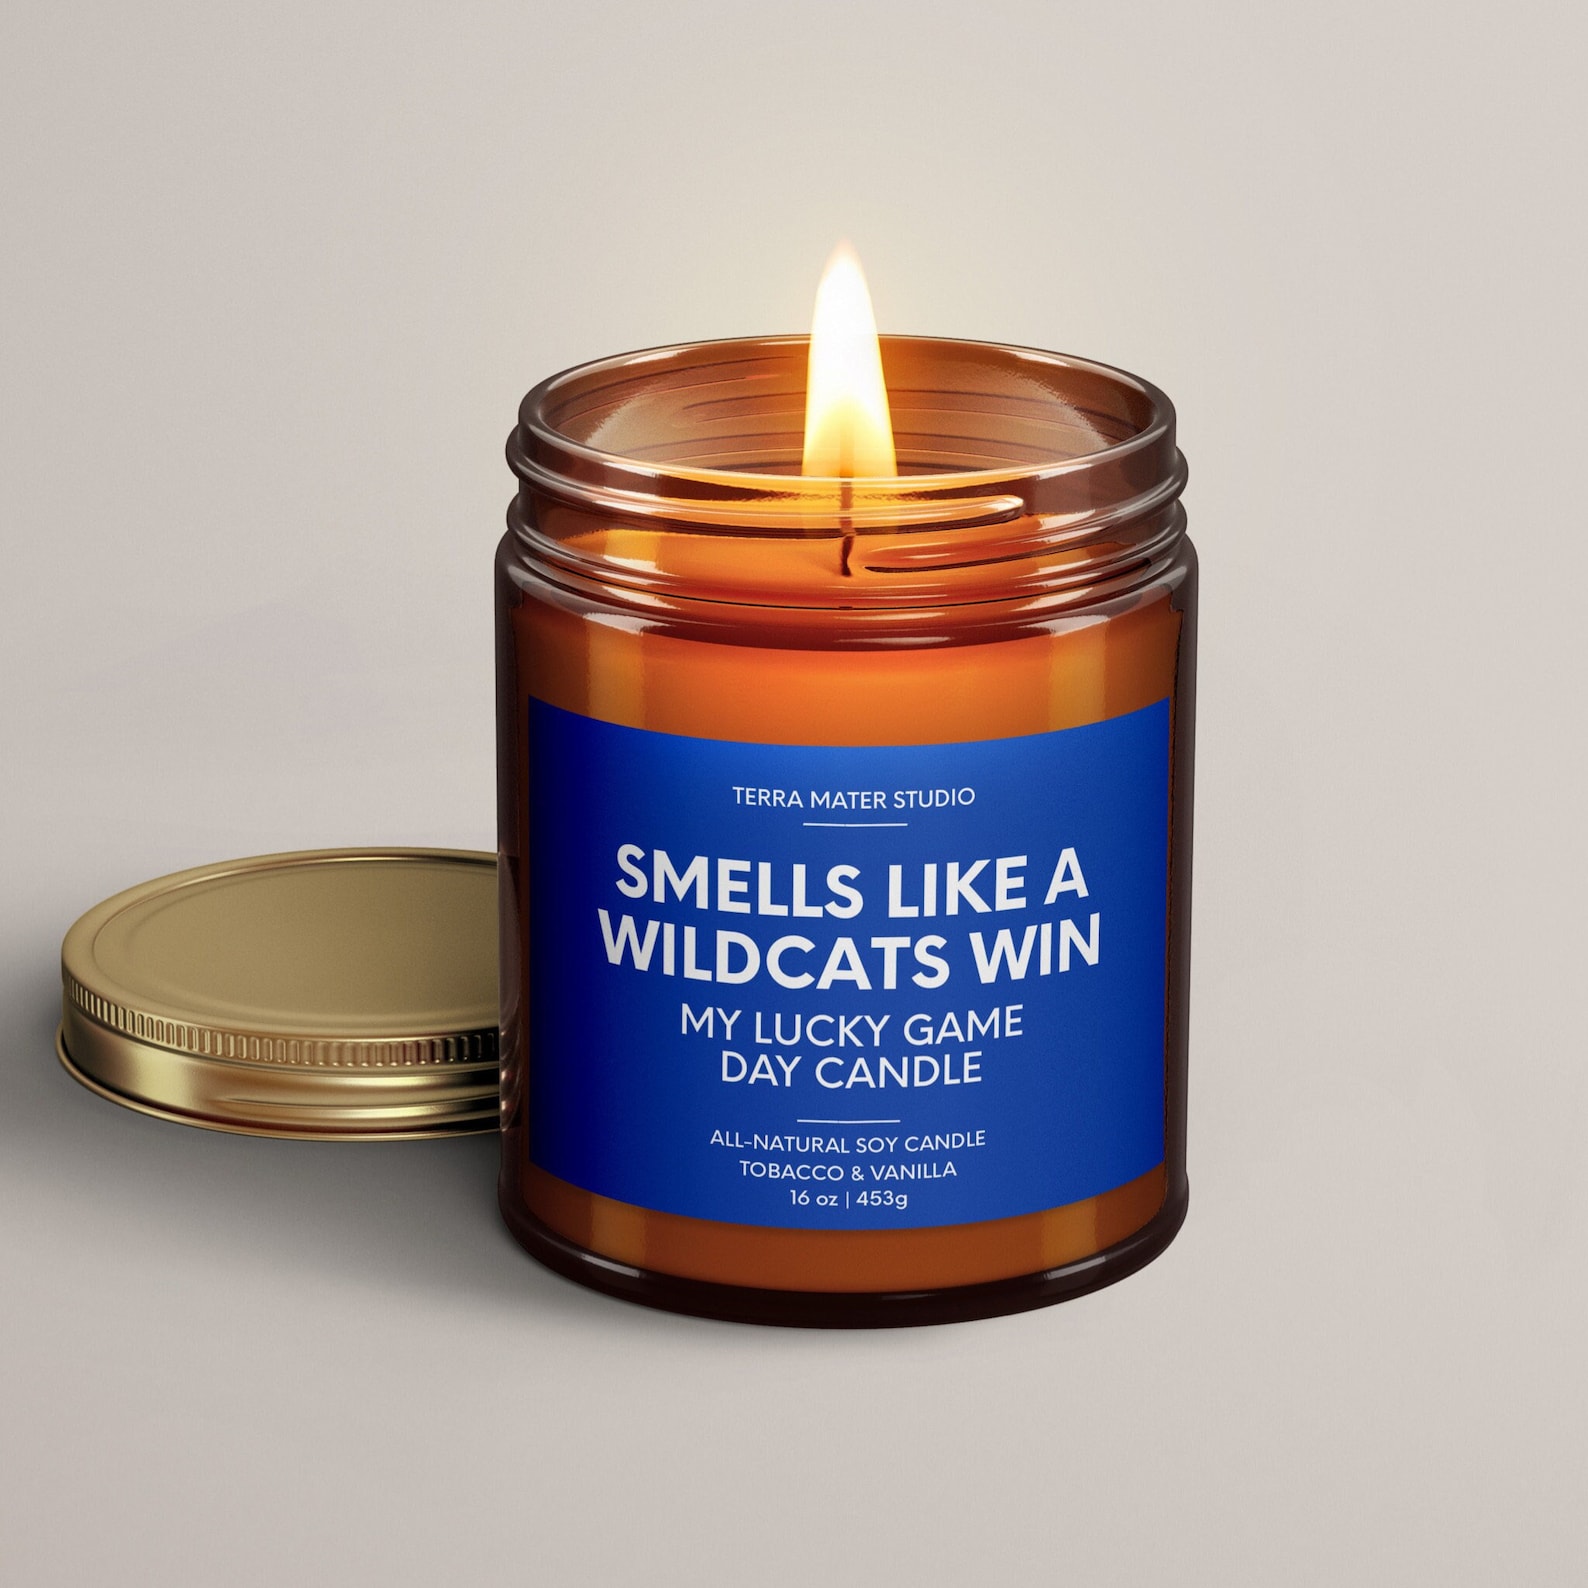 TERRA MATER STUDIO
SMELLS LIKE A
WILDCATS WIN
MY LUCKY GAME
DAY CANDLE
ALL-NATURAL SOY CANDLE
TOBACCO & VANILLA
16 oz | 453g